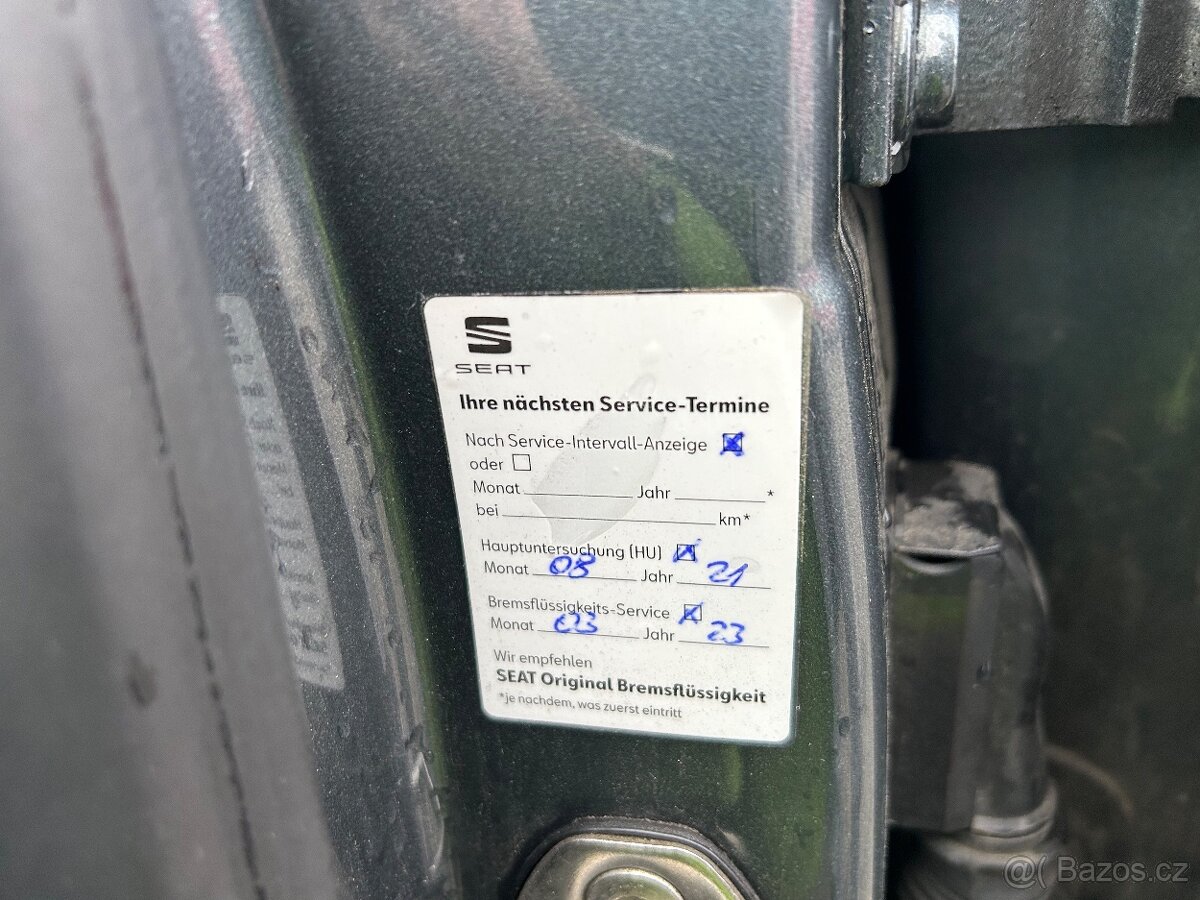 SEAT
Ihre nächsten Service-Termine
Nach Service-Intervall-Anzeige
oder
Monat Jahr *
bei km*
Hauptuntersuchung (HU)
Monat 08 Jahr 21
Bremsflüssigkeits-Service
Monat 03 Jahr 23
Wir empfehlen
SEAT Original Bremsflüssigkeit
*je nachdem, was zuerst eintritt
@( Bazos.cz